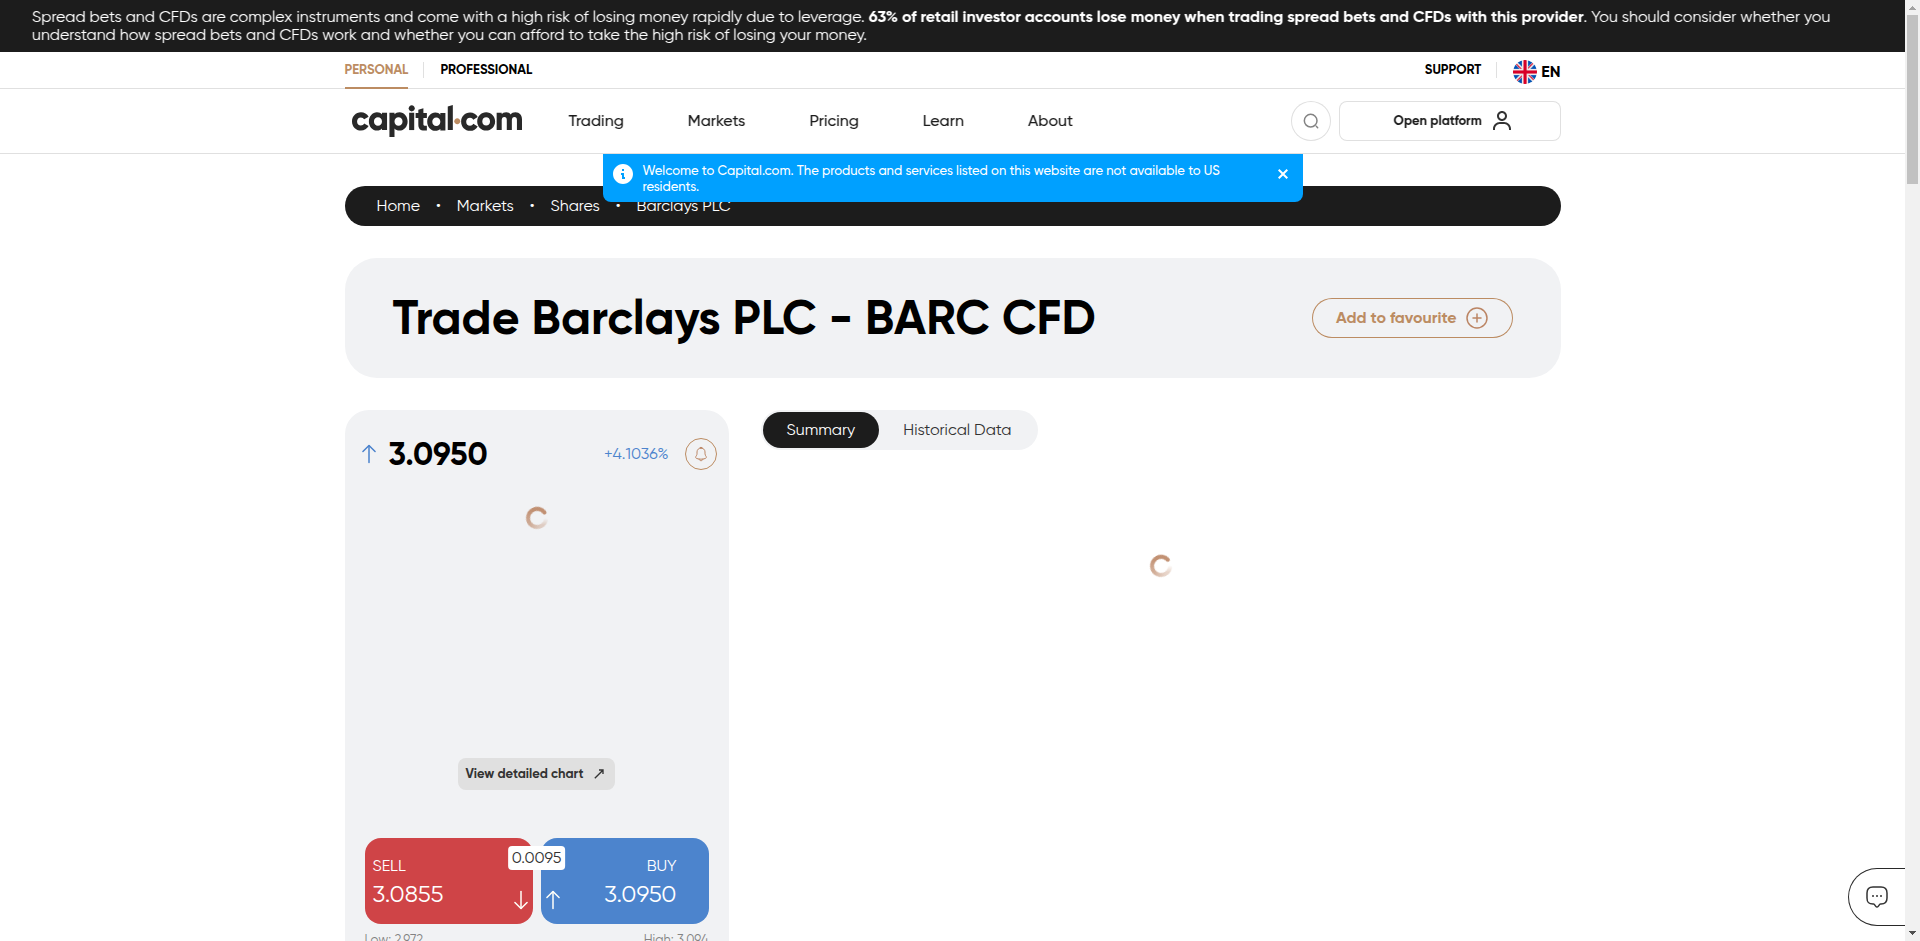 Spread bets and CFDs are complex instruments and come with a high risk of losing money rapidly due to leverage. 63% of retail investor accounts lose money when trading spread bets and CFDs with this provider. You should consider whether you
understand how spread bets and CFDs work and whether you can afford to take the high risk of losing your money.
PERSONAL PROFESSIONAL SUPPORT EN
capital.com Trading Markets Pricing Learn About Open platform
Welcome to Capital.com. The products and services listed on this website are not available to US
residents.
Home • Markets • Shares • Barclays PLC
Trade Barclays PLC - BARC CFD
Add to favourite
3.0950 +4.1036%
Summary Historical Data
View detailed chart
SELL 0.0095 BUY
3.0855 3.0950
Low: 2.972 High: 3.094